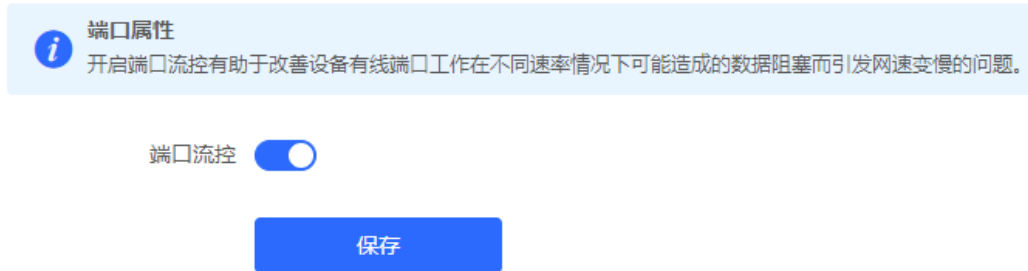 端口属性
开启端口流控有助于改善设备有线端口工作在不同速率情况下可能造成的数据阻塞而引发网速变慢的问题。
端口流控
保存